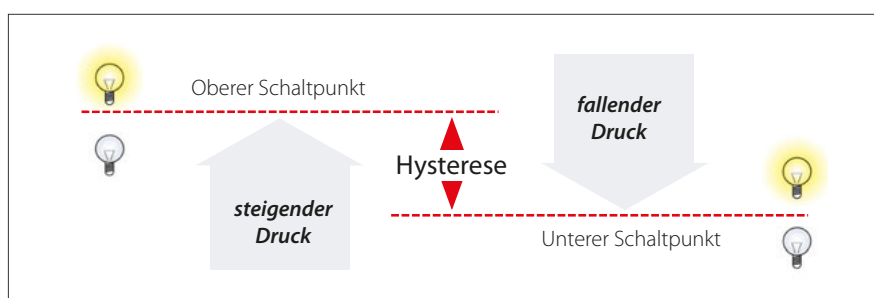 Oberer Schaltpunkt
fallender
Druck
Hysterese
steigender
Druck
Unterer Schaltpunkt